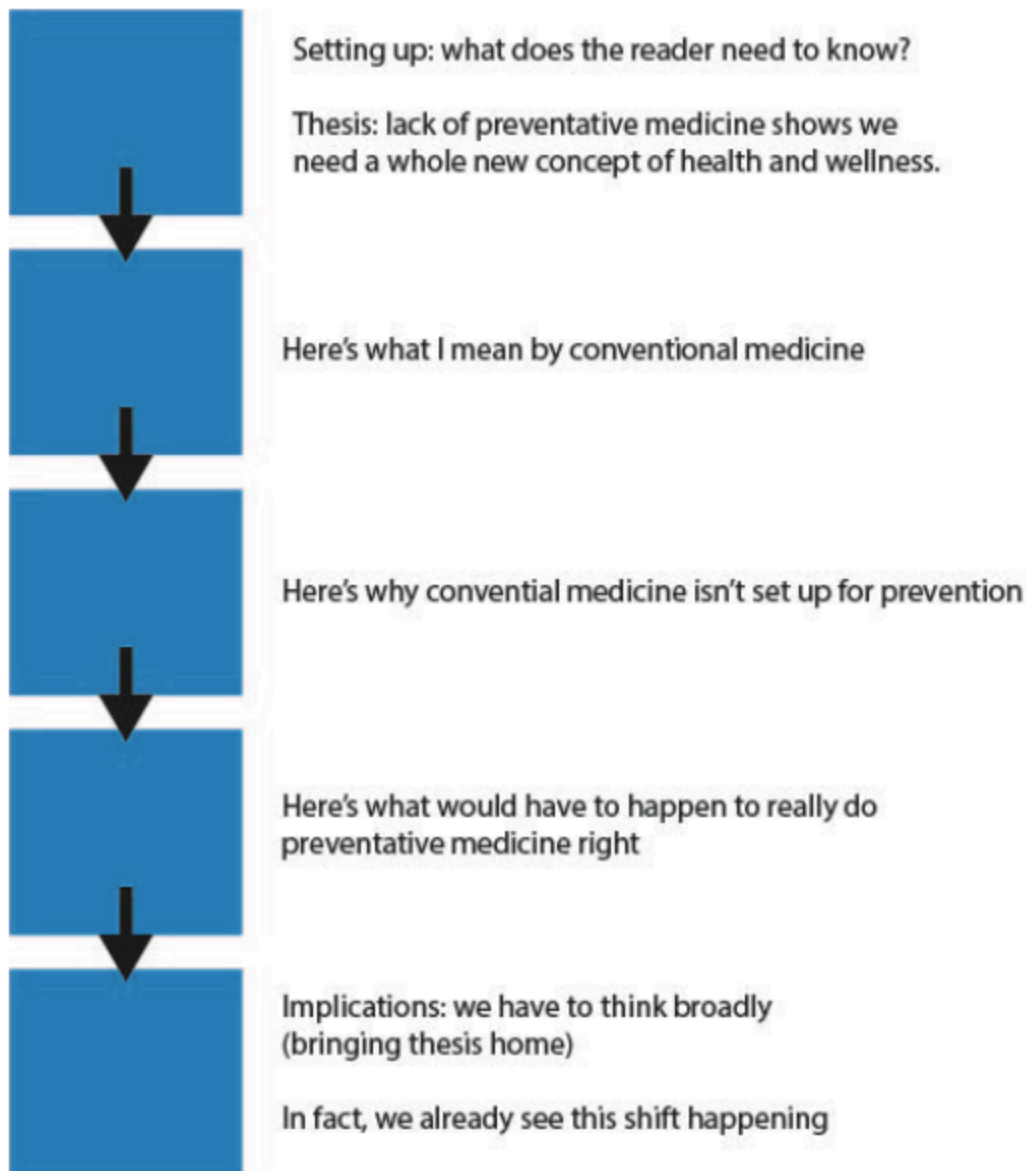 Setting up: what does the reader need to know?
Thesis: lack of preventative medicine shows we
need a whole new concept of health and wellness.
Here's what I mean by conventional medicine
Here's why convential medicine isn't set up for prevention
Here's what would have to happen to really do
preventative medicine right
Implications: we have to think broadly
(bringing thesis home)
In fact, we already see this shift happening